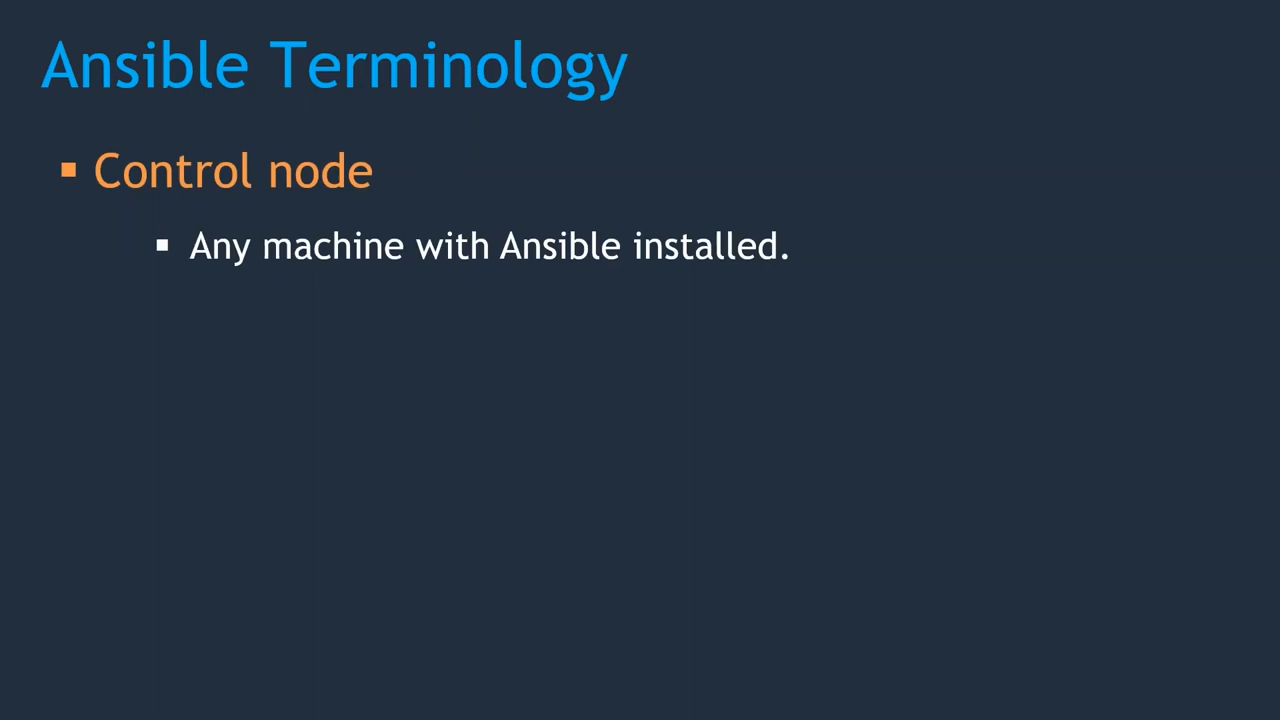 Ansible Terminology
▪ Control node
▪ Any machine with Ansible installed.